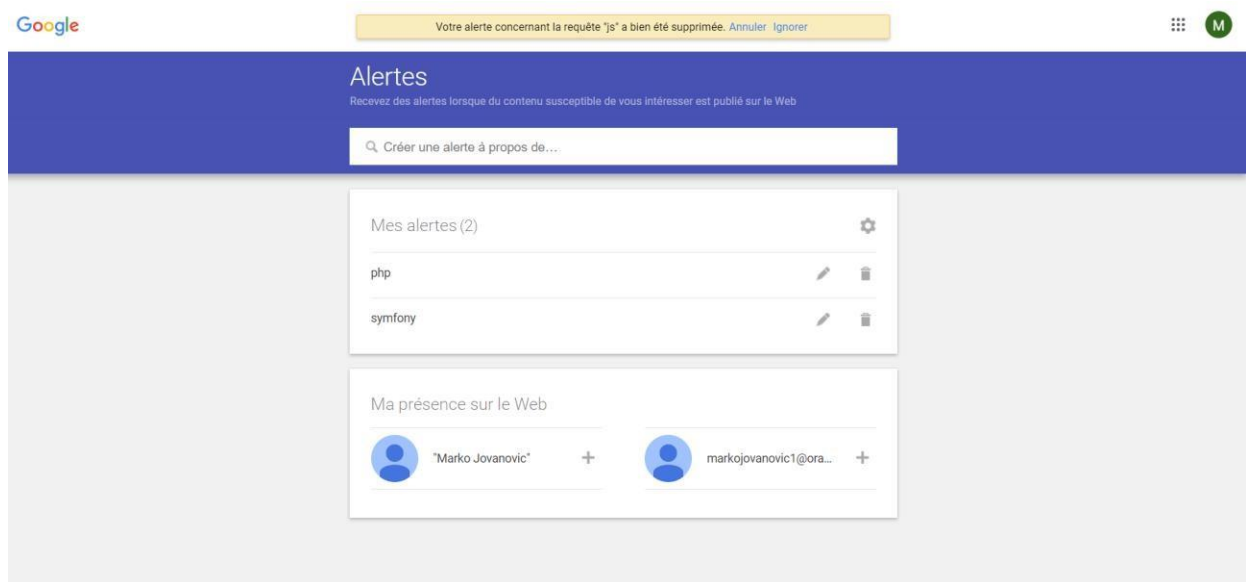 Google
Votre alerte concernant la requête "js" a bien été supprimée. Annuler Ignorer
M
Alertes
Recevez des alertes lorsque du contenu susceptible de vous intéresser est publié sur le Web
Créer une alerte à propos de…
Mes alertes (2)
php
symfony
Ma présence sur le Web
"Marko Jovanovic"
markojovanovic1@ora...